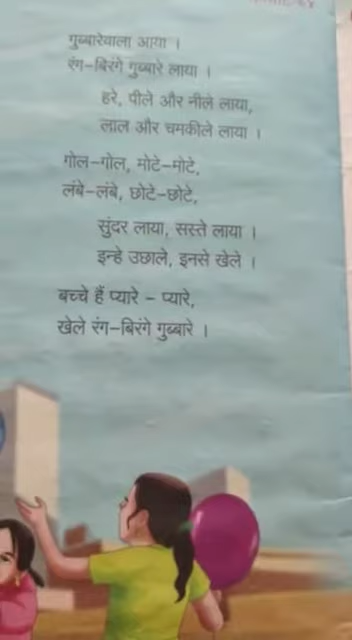 गुब्बारेवाला आया ।
रंग-बिरंगे गुब्बारे लाया ।
हरे, पीले और नीले लाया,
लाल और चमकीले लाया ।
गोल-गोल, मोटे-मोटे,
लंबे-लंबे, छोटे-छोटे,
सुंदर लाया, सस्ते लाया ।
इन्हे उछाले, इनसे खेले ।
बच्चे हैं प्यारे - प्यारे,
खेले रंग-बिरंगे गुब्बारे ।